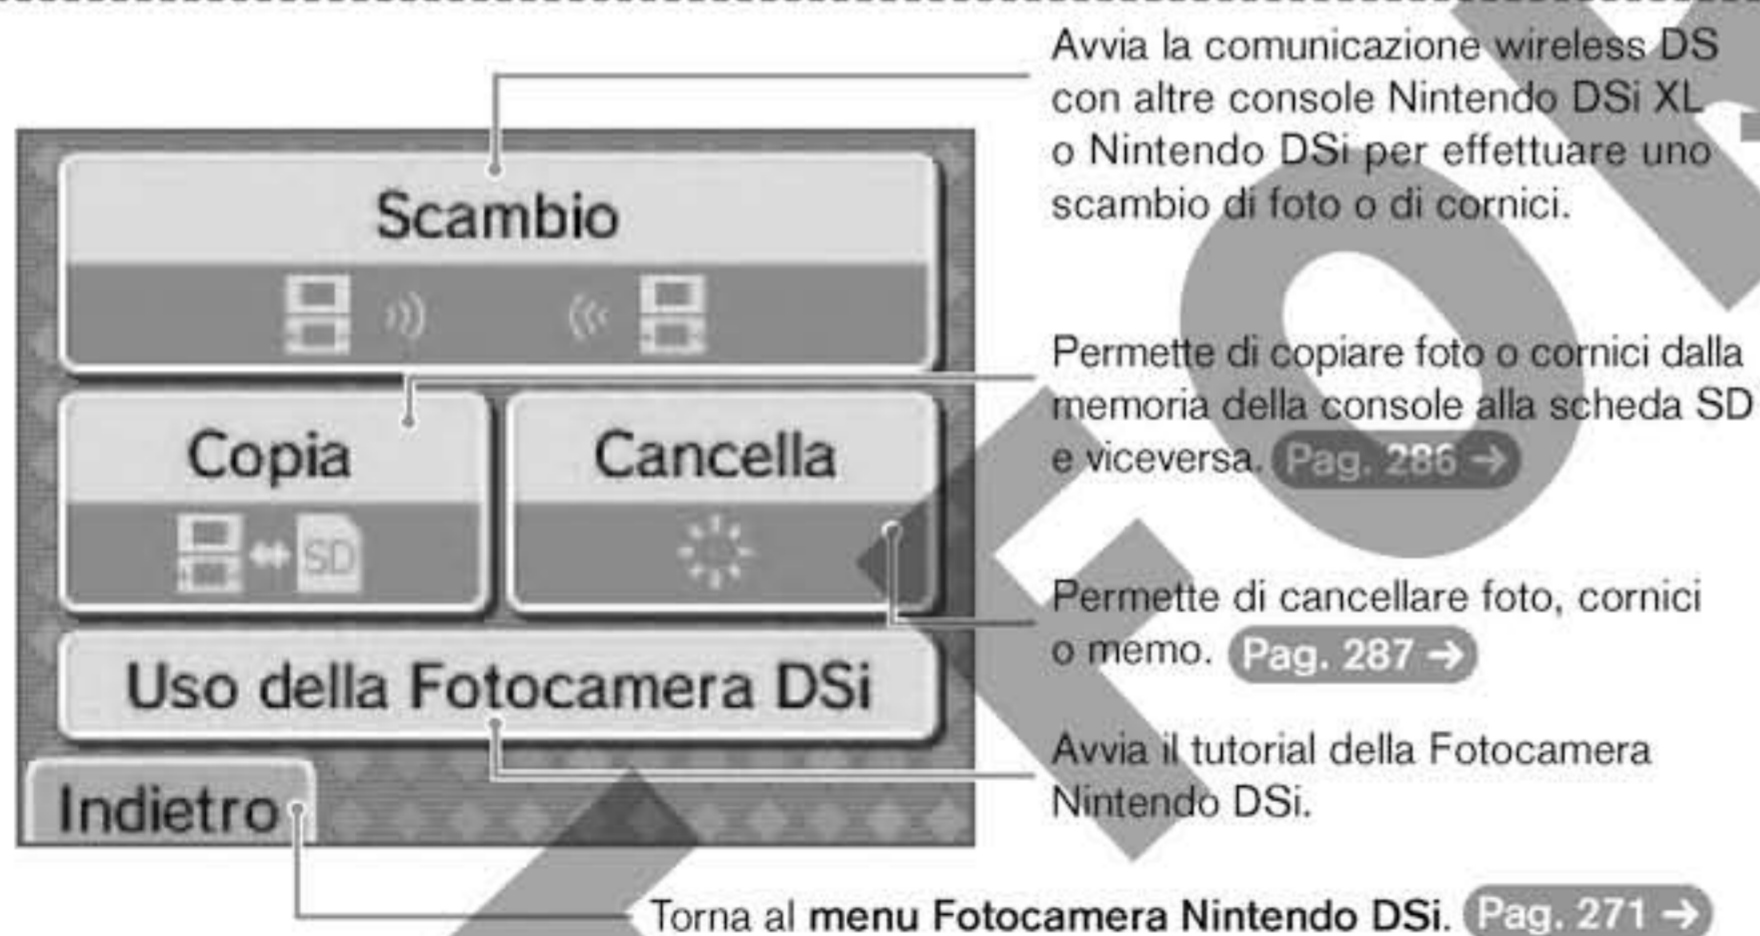 Avvia la comunicazione wireless DS
con altre console Nintendo DSi XL
o Nintendo DSi per effettuare uno
scambio di foto o di cornici.
Scambio
Permette di copiare foto o cornici dalla
memoria della console alla scheda SD
e viceversa. Pag. 286 →
Copia
Cancella
SD
Permette di cancellare foto, cornici
o memo. Pag. 287 →
Uso della Fotocamera DSi
Avvia il tutorial della Fotocamera
Nintendo DSi.
Indietro
Torna al menu Fotocamera Nintendo DSi. Pag. 271 →